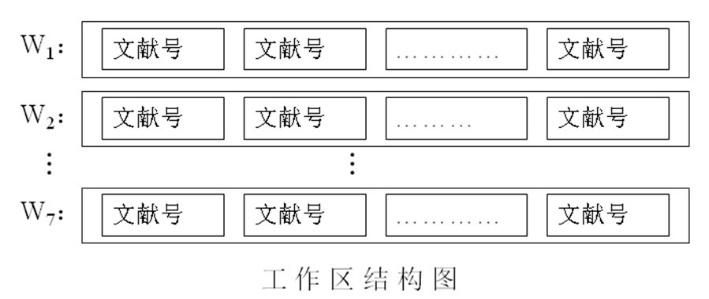 W1: 文献号 文献号 ………… 文献号
W2: 文献号 文献号 ……… 文献号
⋮ ⋮
W7: 文献号 文献号 ………… 文献号
工作区结构图